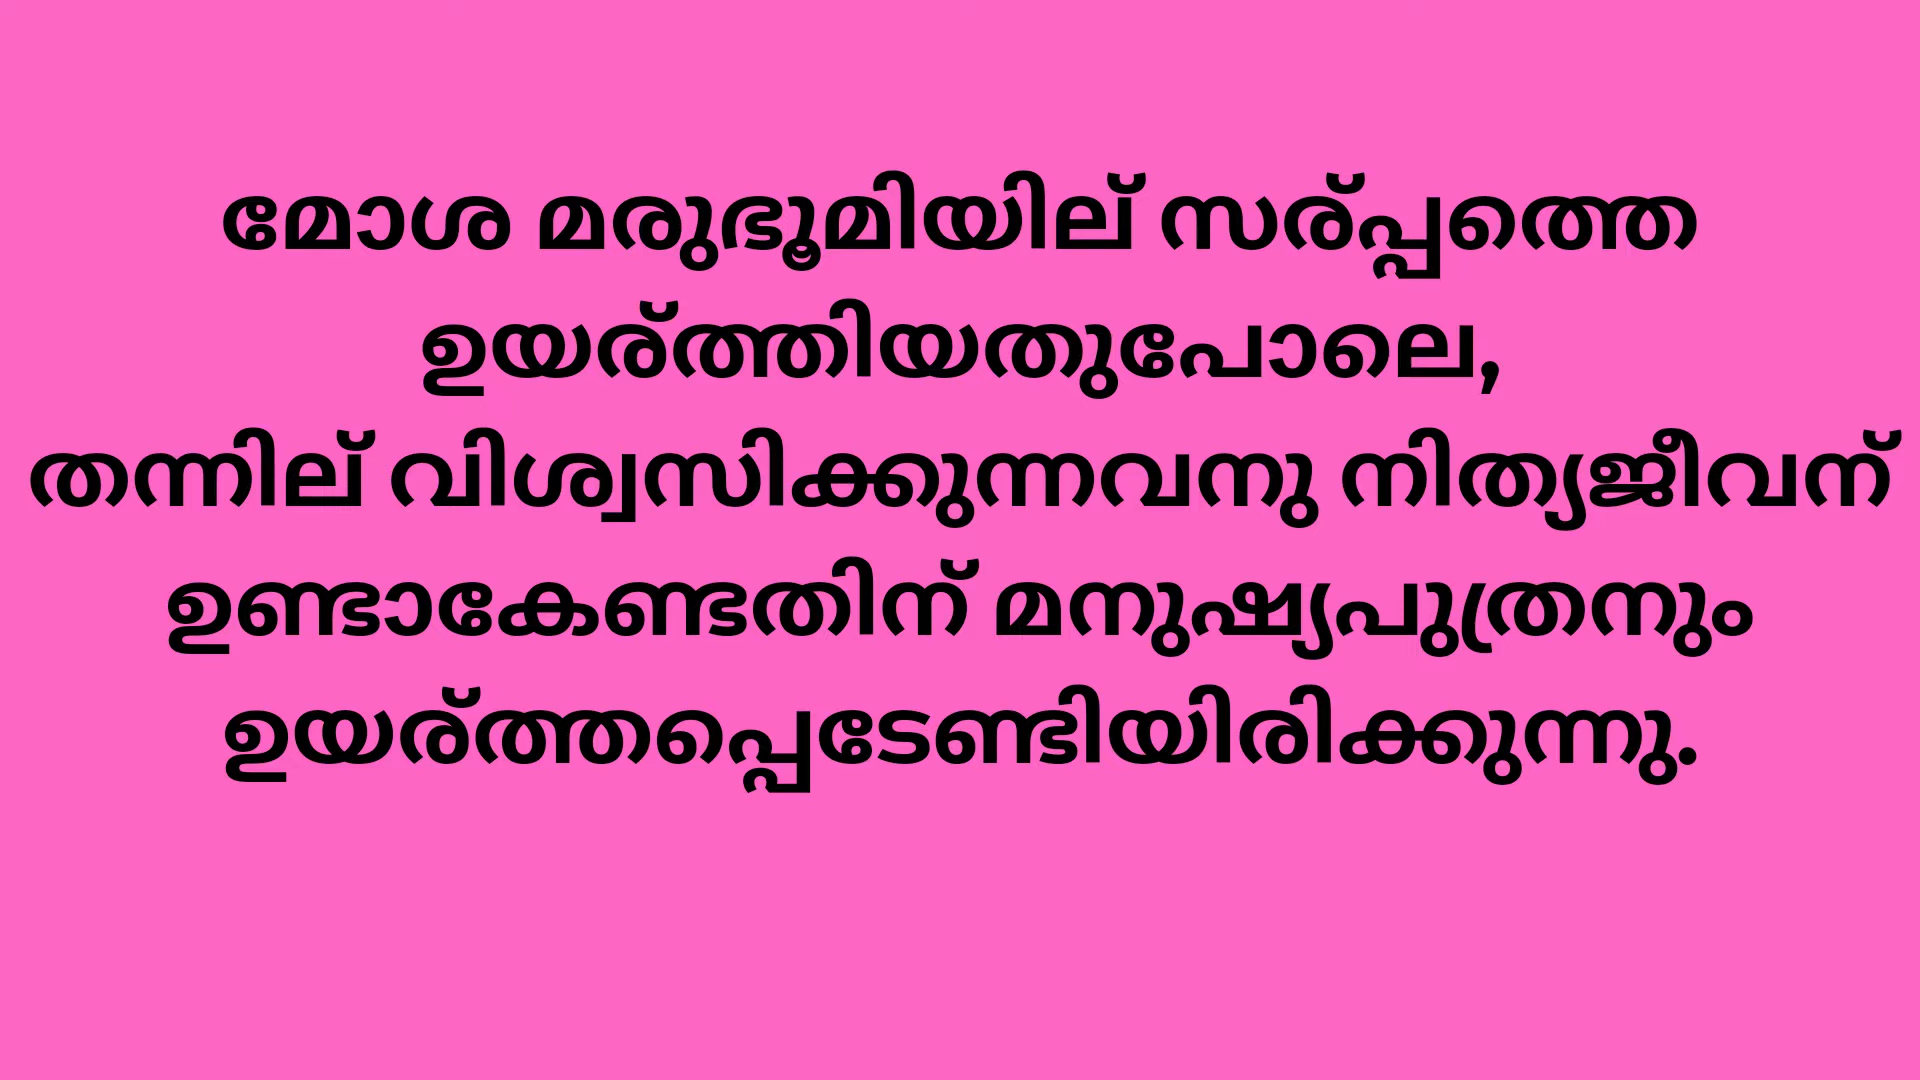 മോശ മരുഭൂമിയില് സര്പ്പത്തെ
ഉയര്ത്തിയതുപോലെ,
തന്നില് വിശ്വസിക്കുന്നവനു നിത്യജീവന്
ഉണ്ടാകേണ്ടതിന് മനുഷ്യപുത്രനും
ഉയര്ത്തപ്പെടേണ്ടിയിരിക്കുന്നു.